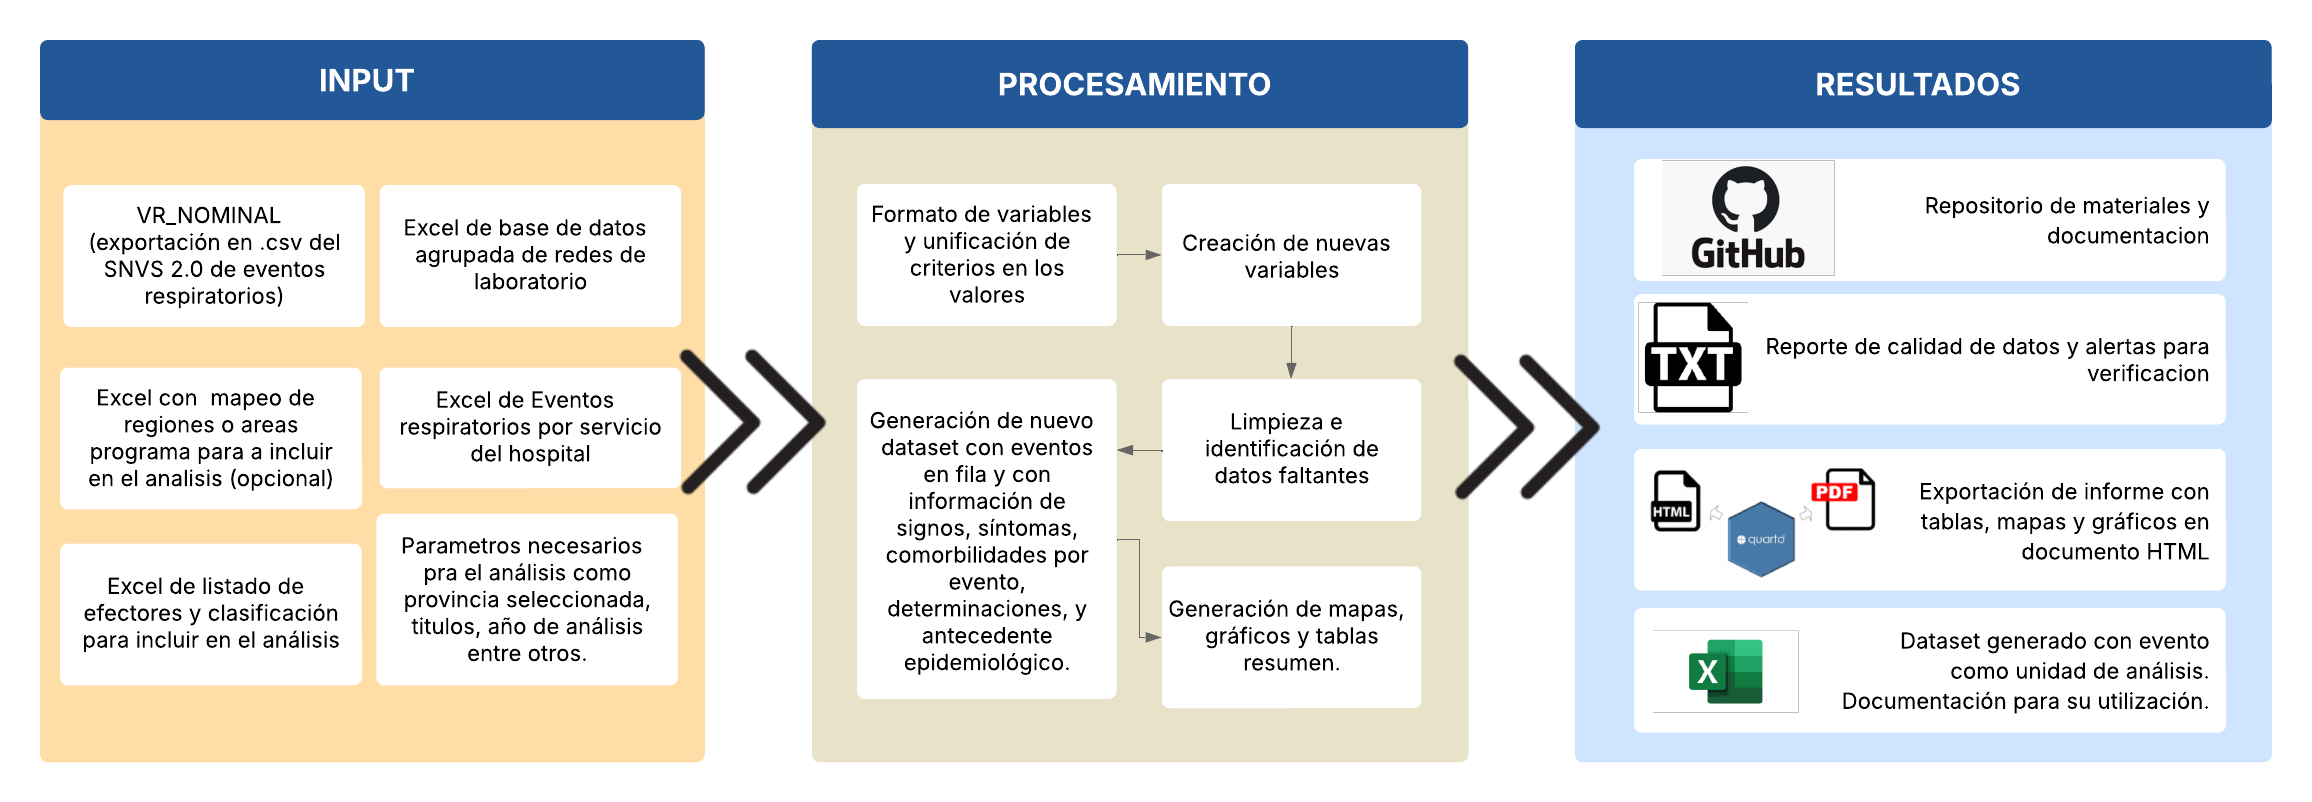 INPUT
VR_NOMINAL
(exportación en .csv del
SNVS 2.0 de eventos
respiratorios)
Excel de base de datos
agrupada de redes de
laboratorio
Excel con mapeo de
regiones o areas
programa para a incluir
en el analisis (opcional)
Excel de Eventos
respiratorios por servicio
del hospital
Excel de listado de
efectores y clasificación
para incluir en el análisis
Parametros necesarios
pra el análisis como
provincia seleccionada,
titulos, año de análisis
entre otros.
PROCESAMIENTO
Formato de variables
y unificación de
criterios en los
valores
Creación de nuevas
variables
Limpieza e
identificación de
datos faltantes
Generación de nuevo
dataset con eventos
en fila y con
información de
signos, síntomas,
comorbilidades por
evento,
determinaciones, y
antecedente
epidemiológico.
Generación de mapas,
gráficos y tablas
resumen.
RESULTADOS
GitHub
Repositorio de materiales y
documentacion
TXT
Reporte de calidad de datos y alertas para
verificacion
HTML
quarto
PDF
Exportación de informe con
tablas, mapas y gráficos en
documento HTML
X
Dataset generado con evento
como unidad de análisis.
Documentación para su utilización.